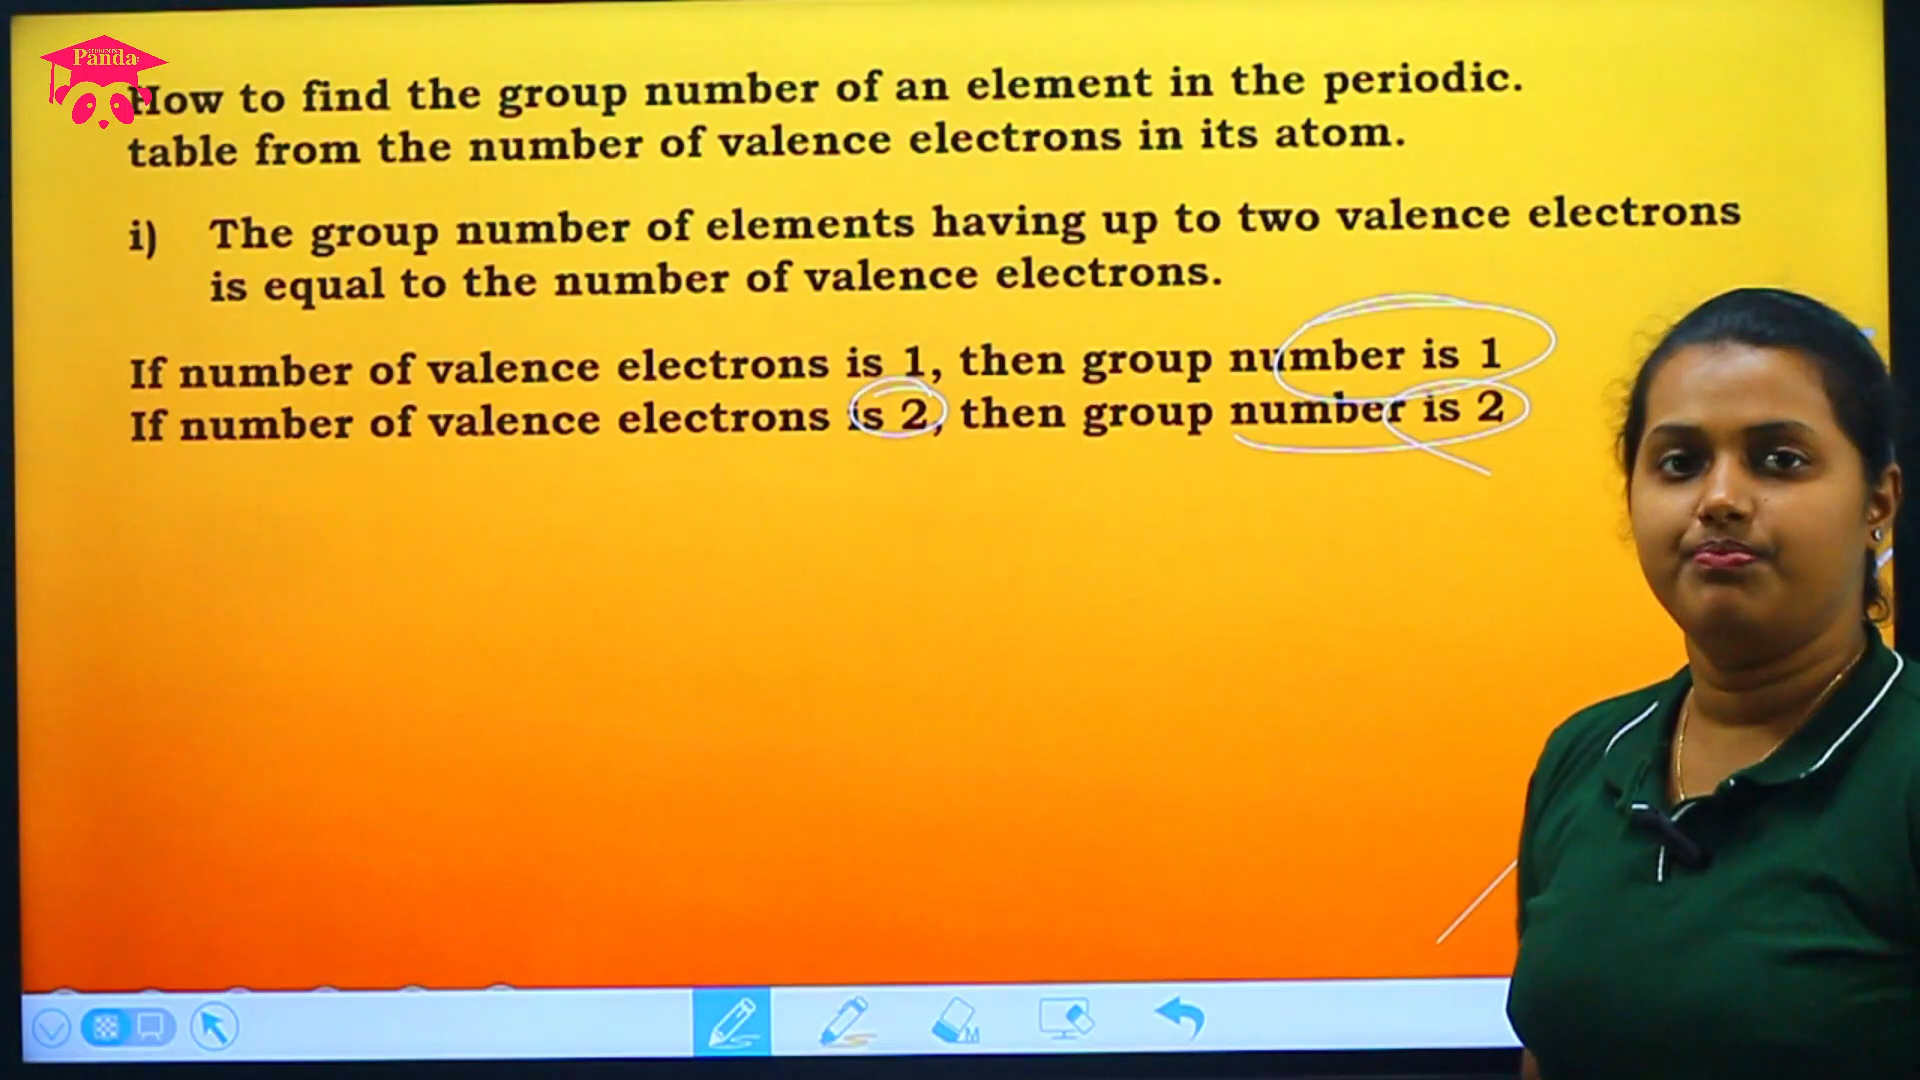 STUDENTS
Panda
How to find the group number of an element in the periodic.
table from the number of valence electrons in its atom.
i) The group number of elements having up to two valence electrons
is equal to the number of valence electrons.
If number of valence electrons is 1, then group number is 1
If number of valence electrons is 2, then group number is 2
M